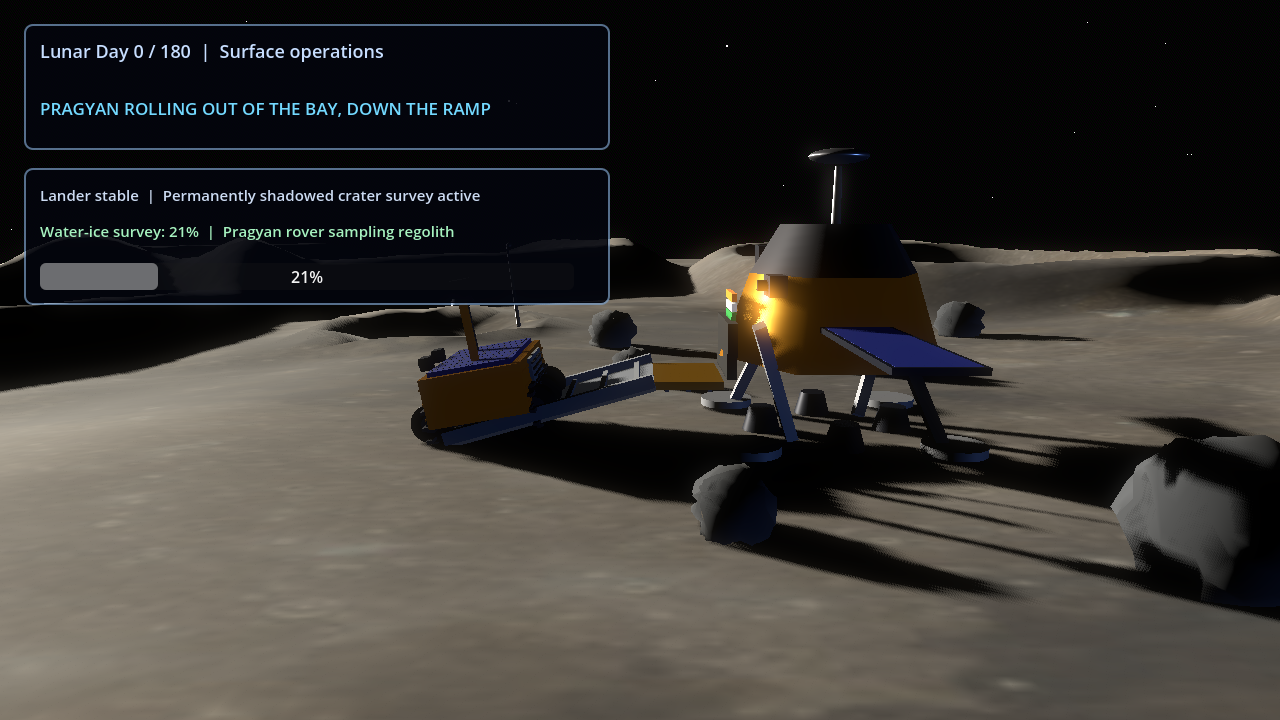 Lunar Day 0 / 180 | Surface operations
PRAGYAN ROLLING OUT OF THE BAY, DOWN THE RAMP
Lander stable | Permanently shadowed crater survey active
Water-ice survey: 21% | Pragyan rover sampling regolith
21%